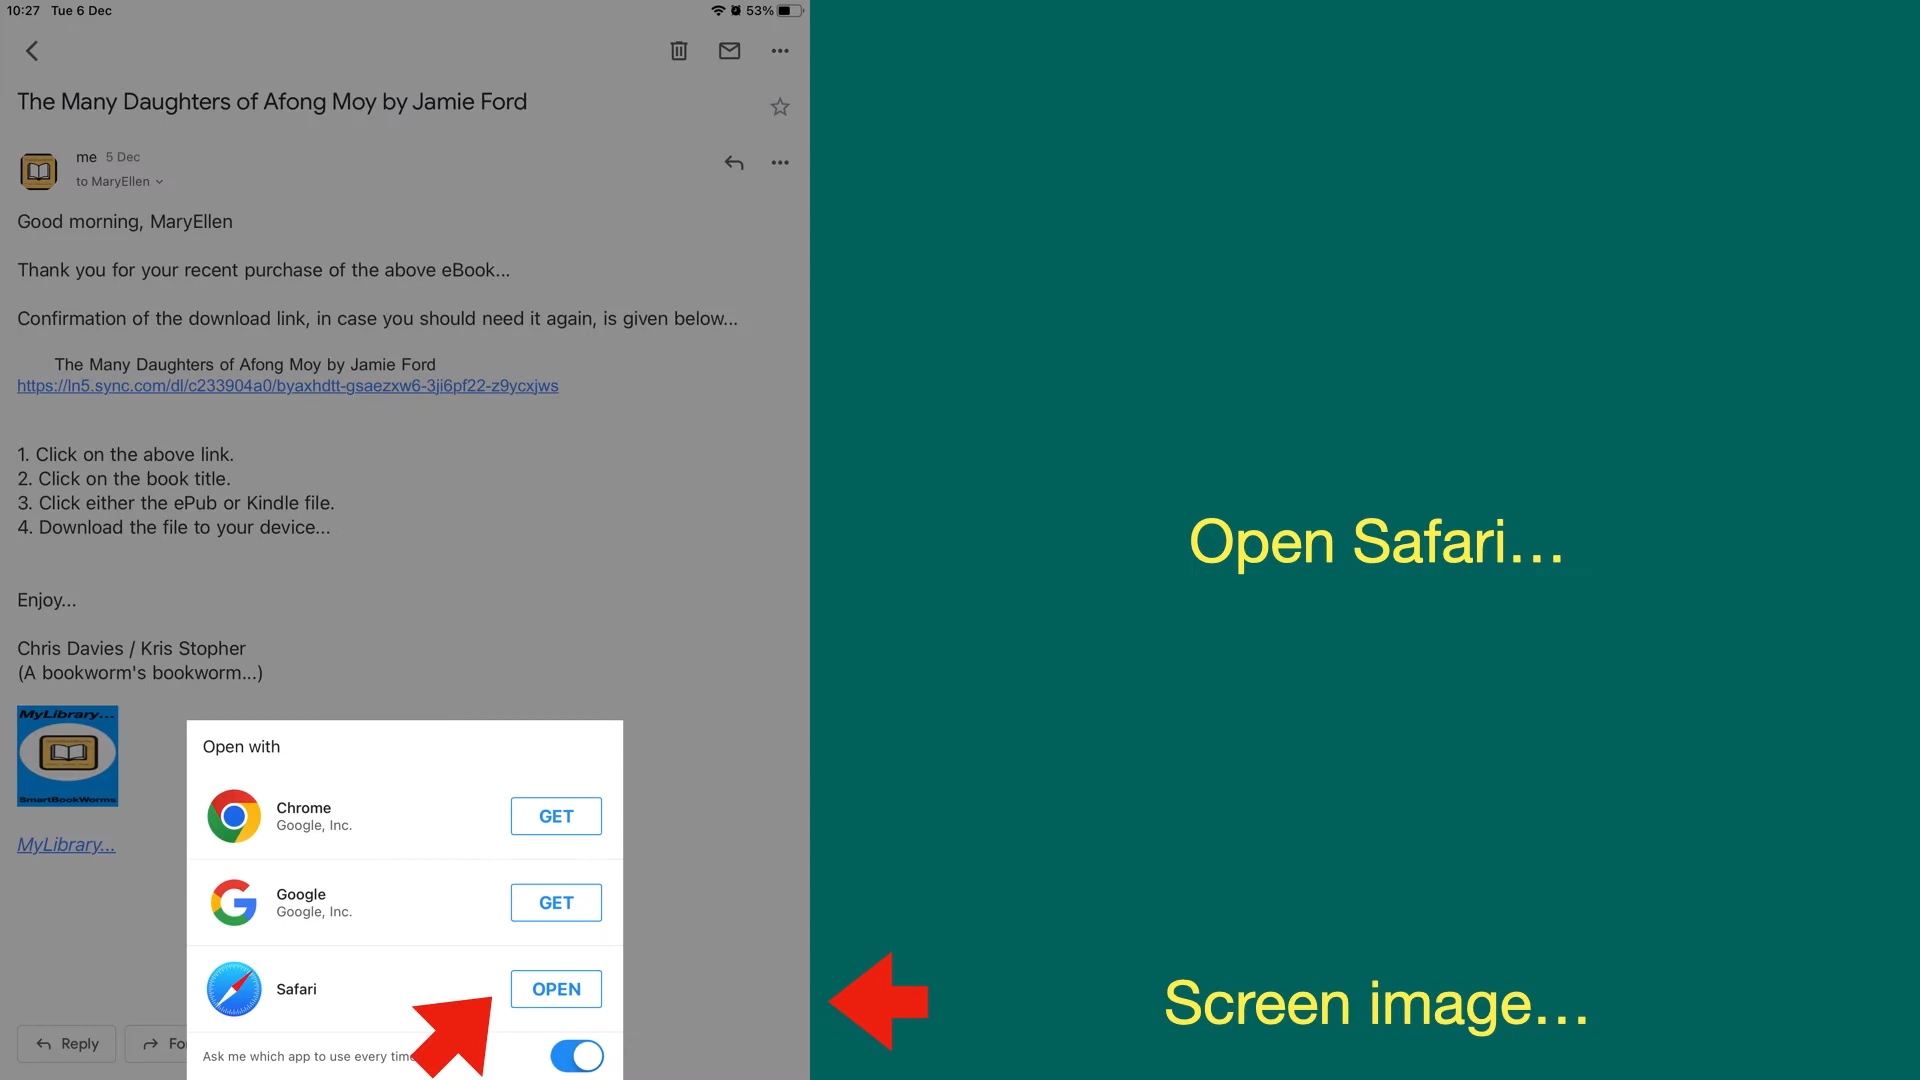 10:27 Tue 6 Dec
53%
The Many Daughters of Afong Moy by Jamie Ford
me 5 Dec
to MaryEllen
Good morning, MaryEllen
Thank you for your recent purchase of the above eBook...
Confirmation of the download link, in case you should need it again, is given below...
The Many Daughters of Afong Moy by Jamie Ford
https://ln5.sync.com/dl/c233904a0/byaxhdtt-gsaezxw6-3ji6pf22-z9ycxjws
1. Click on the above link.
2. Click on the book title.
3. Click either the ePub or Kindle file.
4. Download the file to your device...
Enjoy...
Chris Davies / Kris Stopher
(A bookworm's bookworm...)
MyLibrary...
SmartBookWorms
MyLibrary...
Reply
Fo
Open with
Chrome
Google, Inc.
GET
Google
Google, Inc.
GET
Safari
OPEN
Ask me which app to use every time
Open Safari...
Screen image...